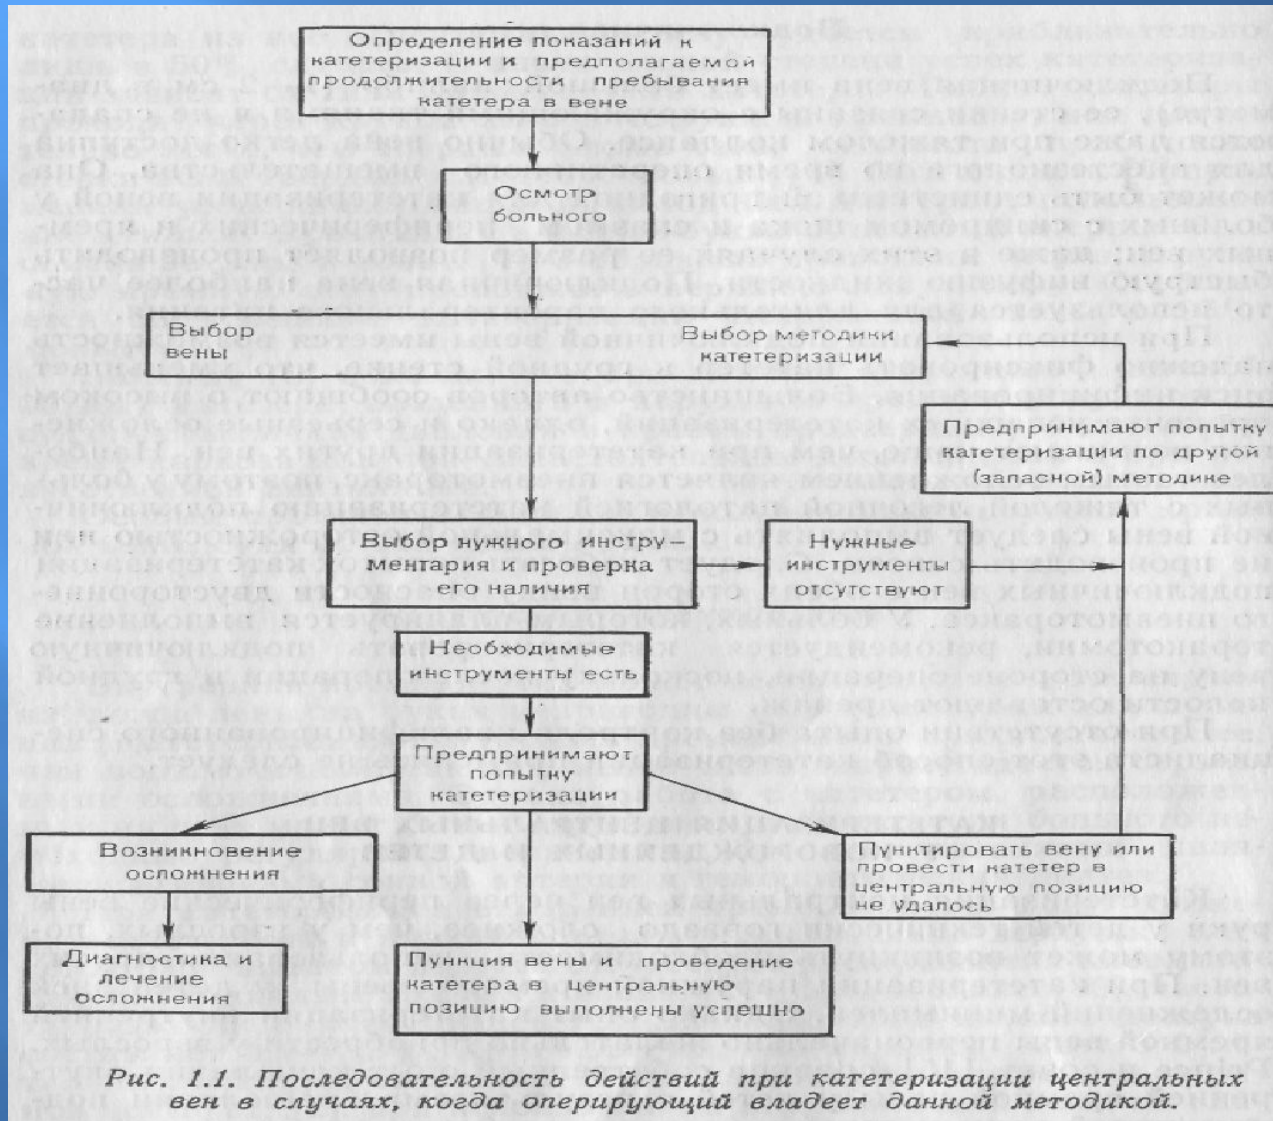 Определение показаний к
катетеризации и предполагаемой
продолжительности пребывания
катетера в вене
Осмотр
больного
Выбор
вены
Выбор методики
катетеризации
Предпринимают попытку
катетеризации по другой
(запасной) методике
Выбор нужного инстру-
ментария и проверка
его наличия
Нужные
инструменты
отсутствуют
Необходимые
инструменты есть
Предпринимают
попытку
катетеризации
Возникновение
осложнения
Пунктировать вену или
провести катетер в
центральную позицию
не удалось
Диагностика и
лечение
осложнения
Пункция вены и проведение
катетера в центральную
позицию выполнены успешно
Рис. 1.1. Последовательность действий при катетеризации центральных
вен в случаях, когда оперирующий владеет данной методикой.